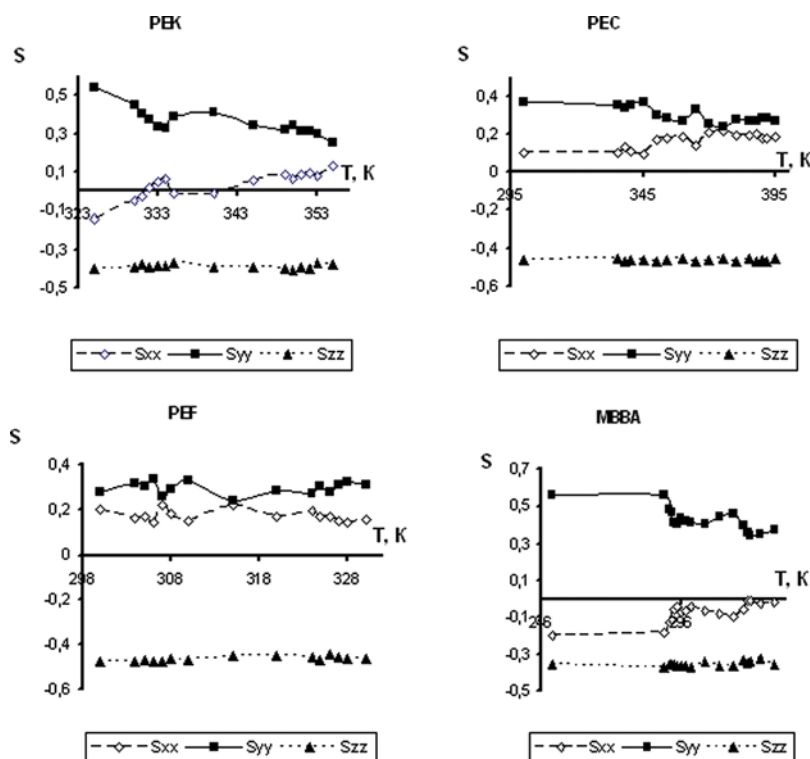 PEK
S
0,5
0,3
0,1
-0,1
-0,3
-0,5
323
333
343
353
T, K
Sxx Syy Szz
PEC
S
0,4
0,2
0
-0,2
-0,4
-0,6
295
345
395
T, K
Sxx Syy Szz
PEF
S
0,4
0,2
0
-0,2
-0,4
-0,6
298
308
318
328
T, K
Sxx Syy Szz
MBBA
S
0,7
0,5
0,3
0,1
-0,1
-0,3
-0,5
296
T, K
Sxx Syy Szz